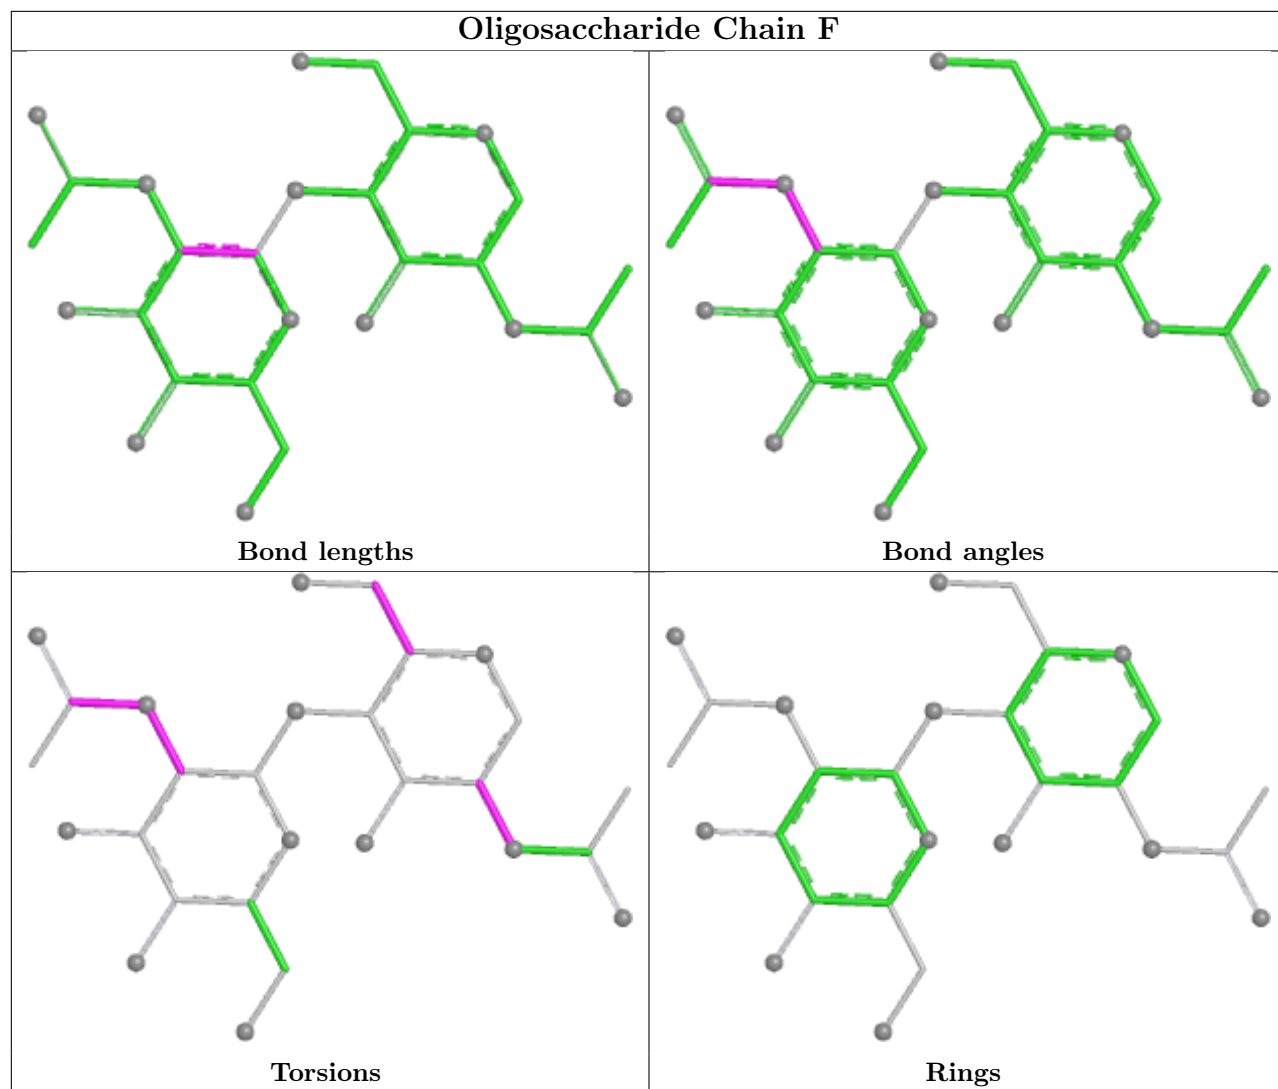 Oligosaccharide Chain F
Bond lengths
Bond angles
Torsions
Rings